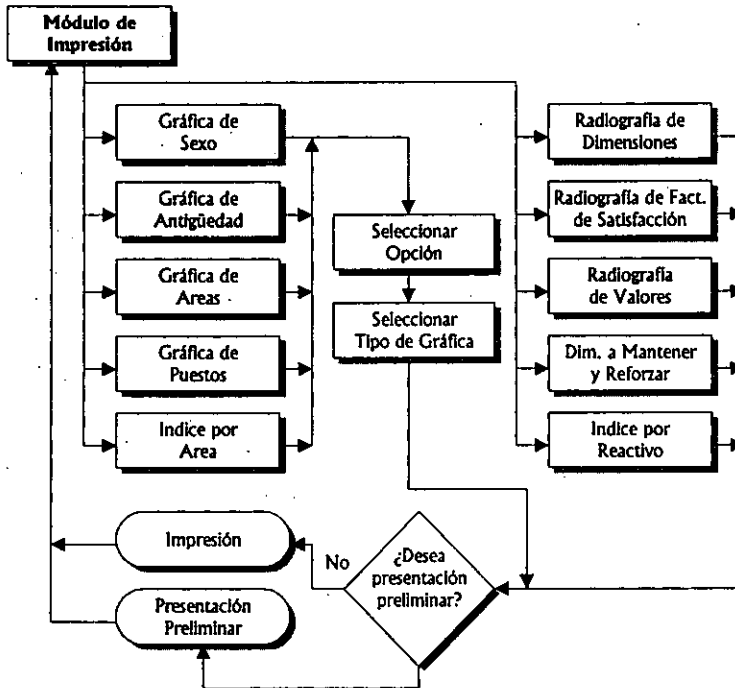 Módulo de
Impresión
Gráfica de
Sexo
Gráfica de
Antigüedad
Gráfica de
Areas
Gráfica de
Puestos
Indice por
Area
Seleccionar
Opción
Seleccionar
Tipo de Gráfica
Radiografia de
Dimensiones
Radiografía de Fact.
de Satisfacción
Radiografía
de Valores
Dim. a Mantener
y Reforzar
Indice por
Reactivo
Impresión
No
¿Desea
presentación
preliminar?
Presentación
Preliminar